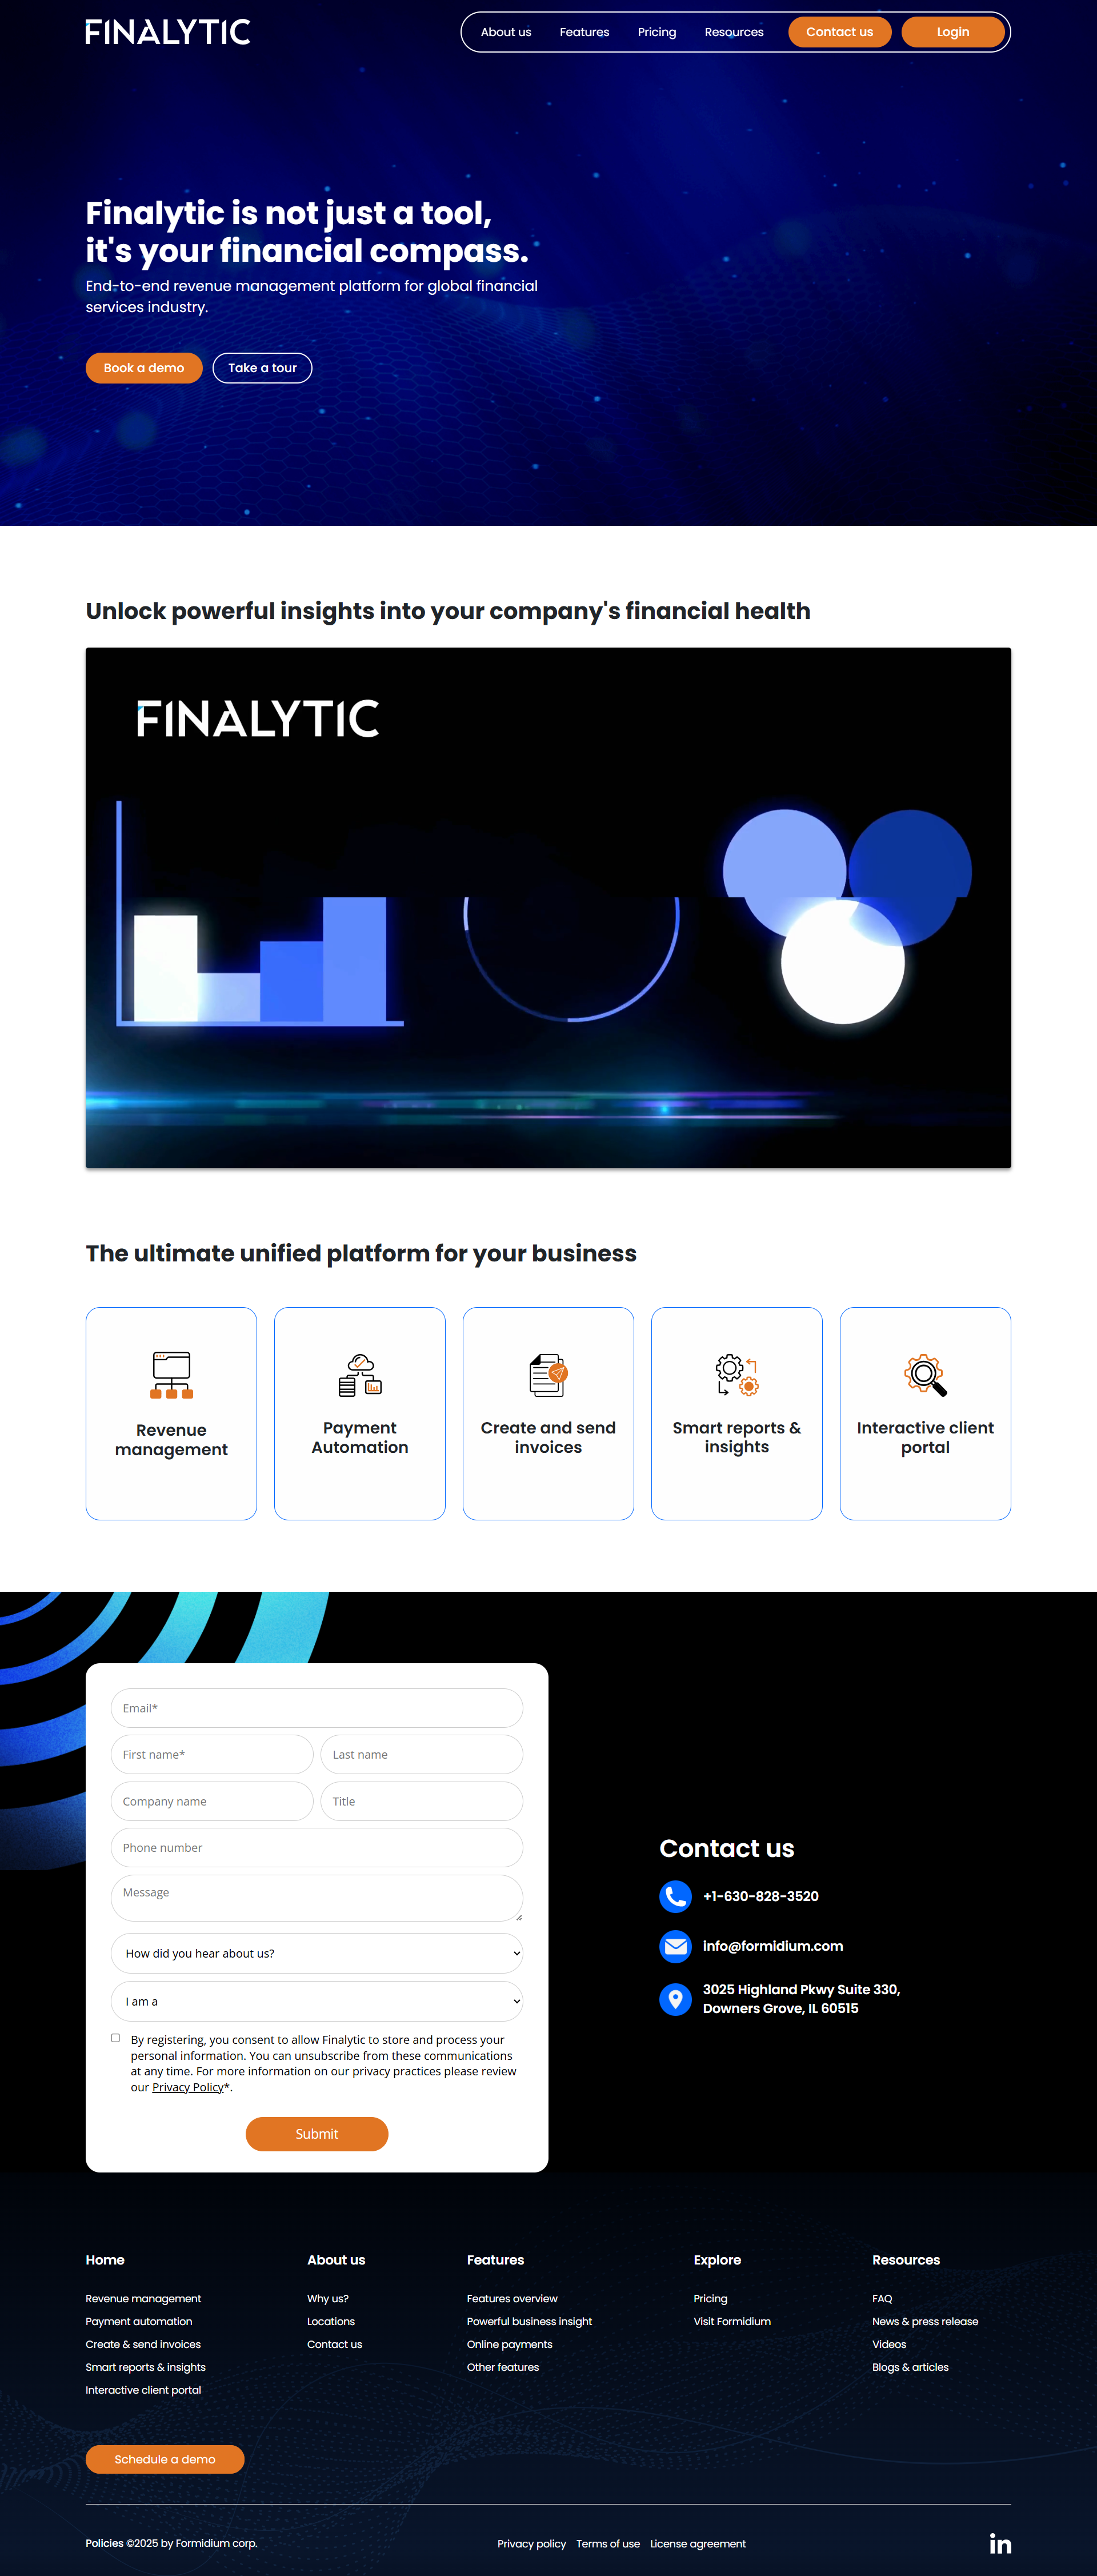 FINALYTIC
About us
Features
Pricing
Resources
Contact us
Login
Finalytic is not just a tool,
it's your financial compass.
End-to-end revenue management platform for global financial
services industry.
Book a demo
Take a tour
Unlock powerful insights into your company's financial health
FINALYTIC
The ultimate unified platform for your business
Revenue
management
Payment
Automation
Create and send
invoices
Smart reports &
insights
Interactive client
portal
Email*
First name*
Last name
Company name
Title
Phone number
Message
How did you hear about us?
I am a
By registering, you consent to allow Finalytic to store and process your
personal information. You can unsubscribe from these communications
at any time. For more information on our privacy practices please review
our Privacy Policy*.
Submit
Contact us
+1-630-828-3520
info@formidium.com
3025 Highland Pkwy Suite 330,
Downers Grove, IL 60515
Home
Revenue management
Payment automation
Create & send invoices
Smart reports & insights
Interactive client portal
About us
Why us?
Locations
Contact us
Features
Features overview
Powerful business insight
Online payments
Other features
Explore
Pricing
Visit Formidium
Resources
FAQ
News & press release
Videos
Blogs & articles
Schedule a demo
Policies ©2025 by Formidium corp.
Privacy policy
Terms of use
License agreement
in